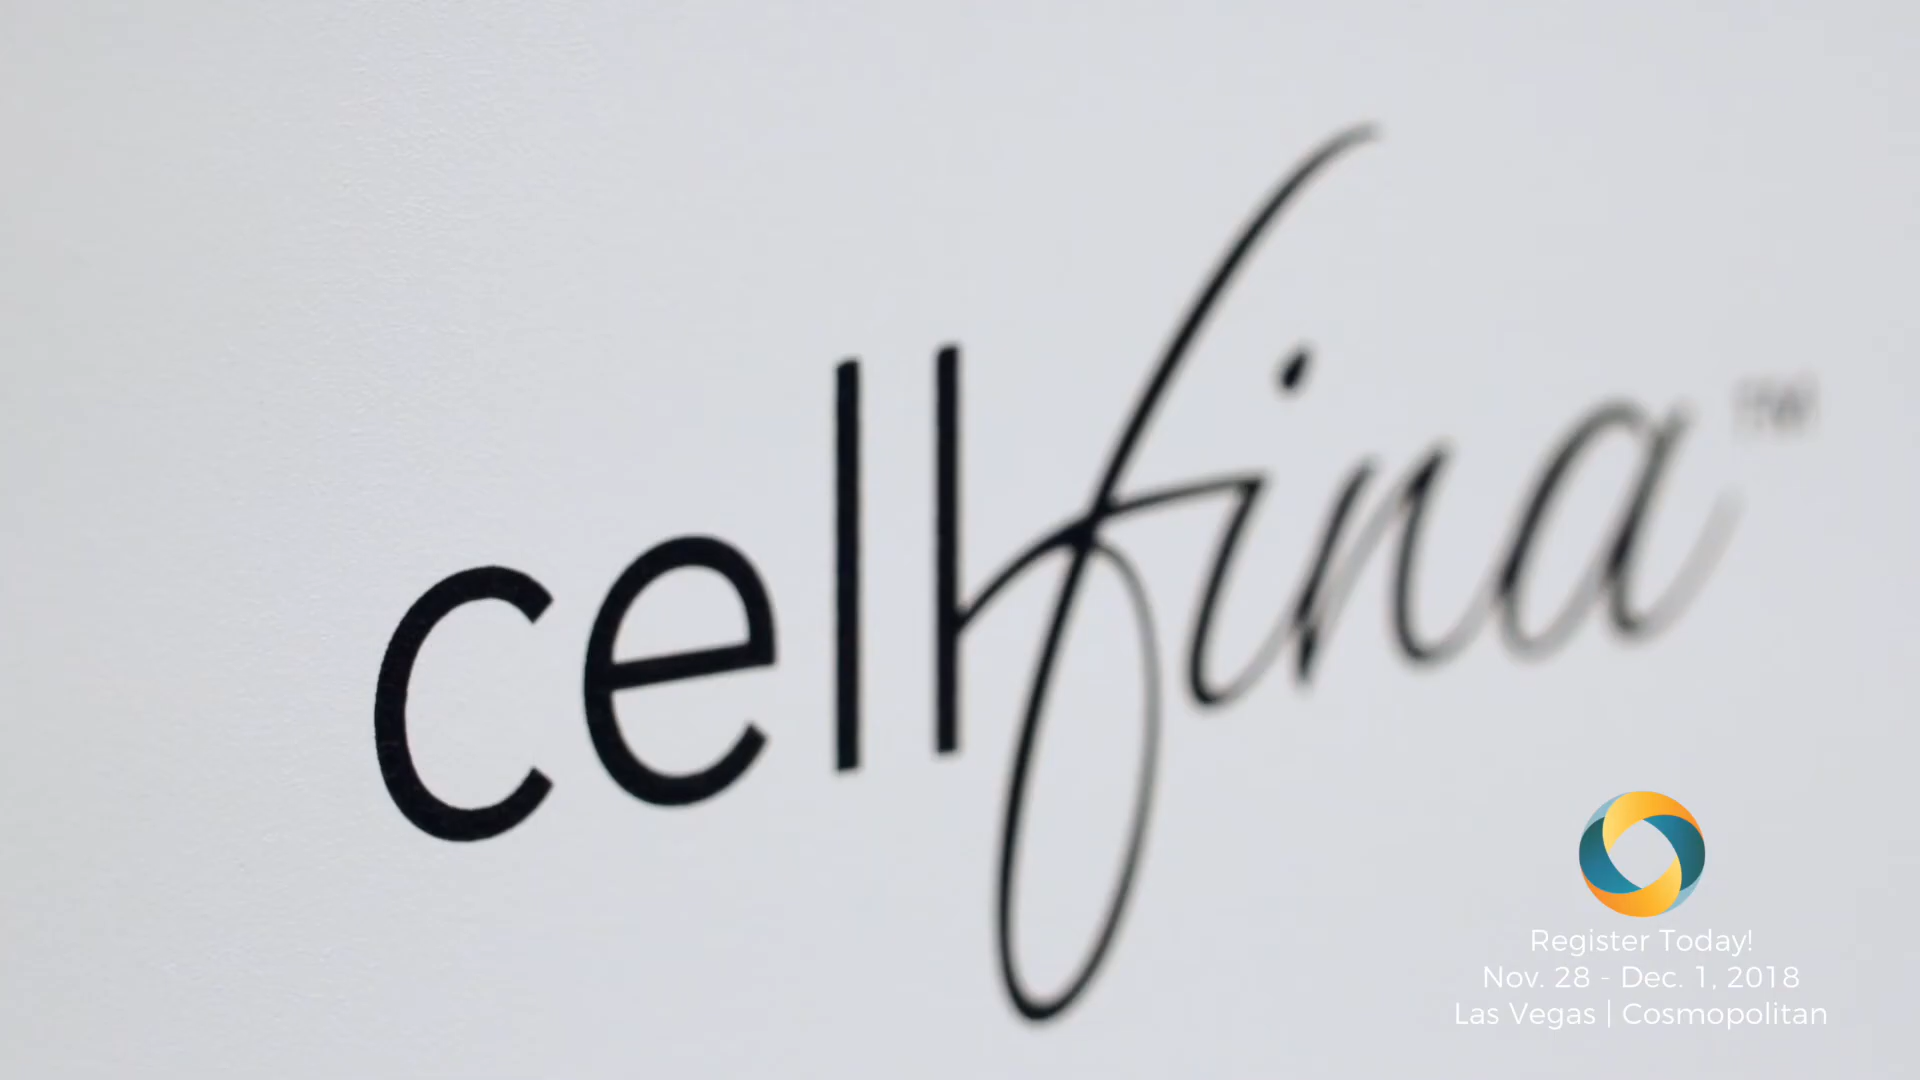 cellfina™
Register Today!
Nov. 28 - Dec. 1, 2018
Las Vegas | Cosmopolitan